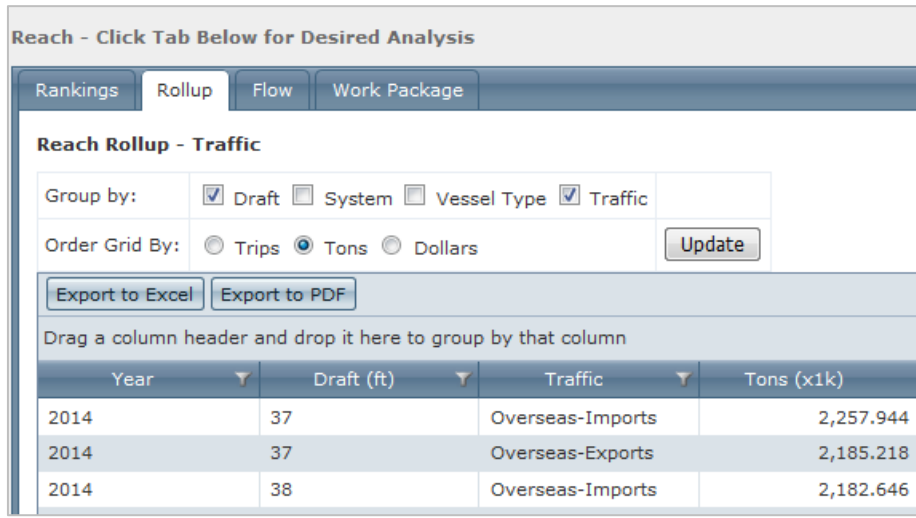 Reach - Click Tab Below for Desired Analysis
Rankings Rollup Flow Work Package
Reach Rollup - Traffic
Group by: Draft System Vessel Type Traffic
Order Grid By: Trips Tons Dollars Update
Export to Excel Export to PDF
Drag a column header and drop it here to group by that column
Year Draft (ft) Traffic Tons (x1k)
2014 37 Overseas-Imports 2,257.944
2014 37 Overseas-Exports 2,185.218
2014 38 Overseas-Imports 2,182.646